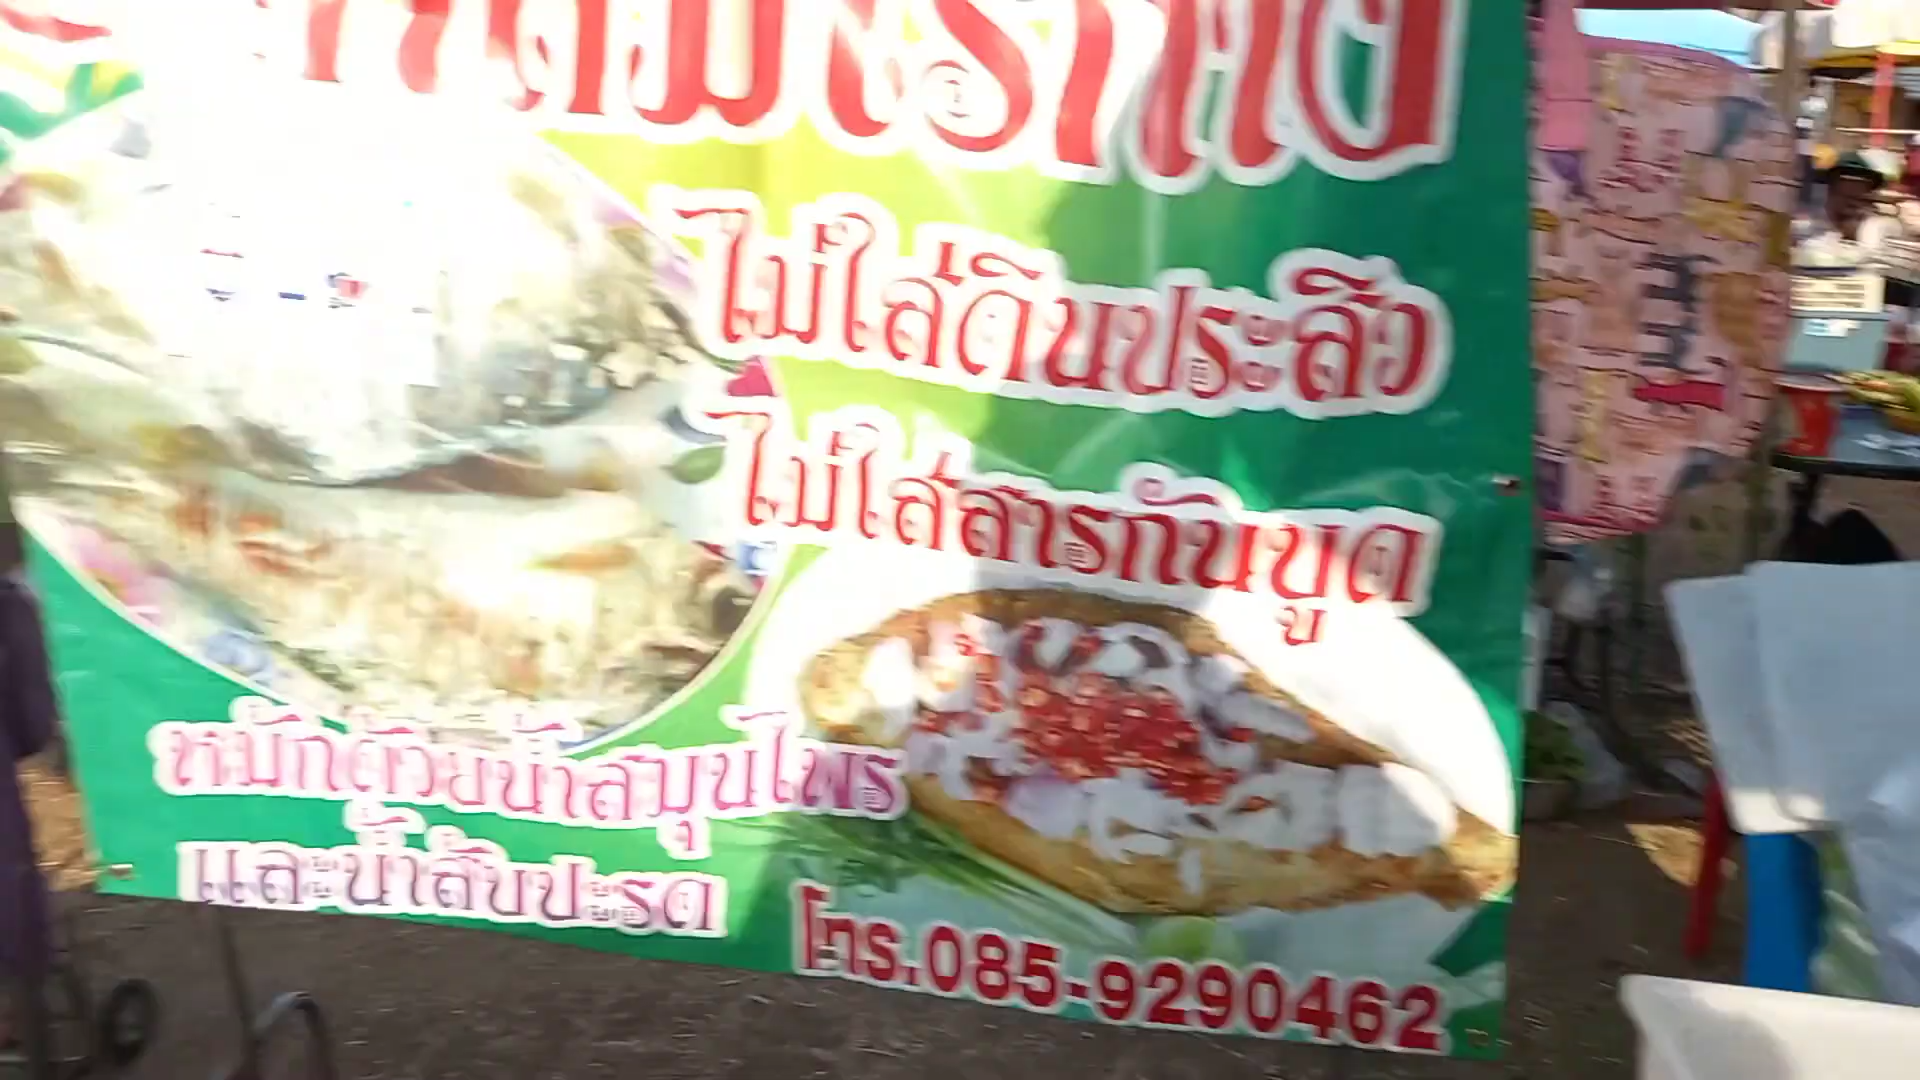 ไม่ใส่ดินประสิว
ไม่ใส่สารกันบูด
หมักด้วยน้ำสมุนไพร
และน้ำสับปะรด
โทร.085-9290462